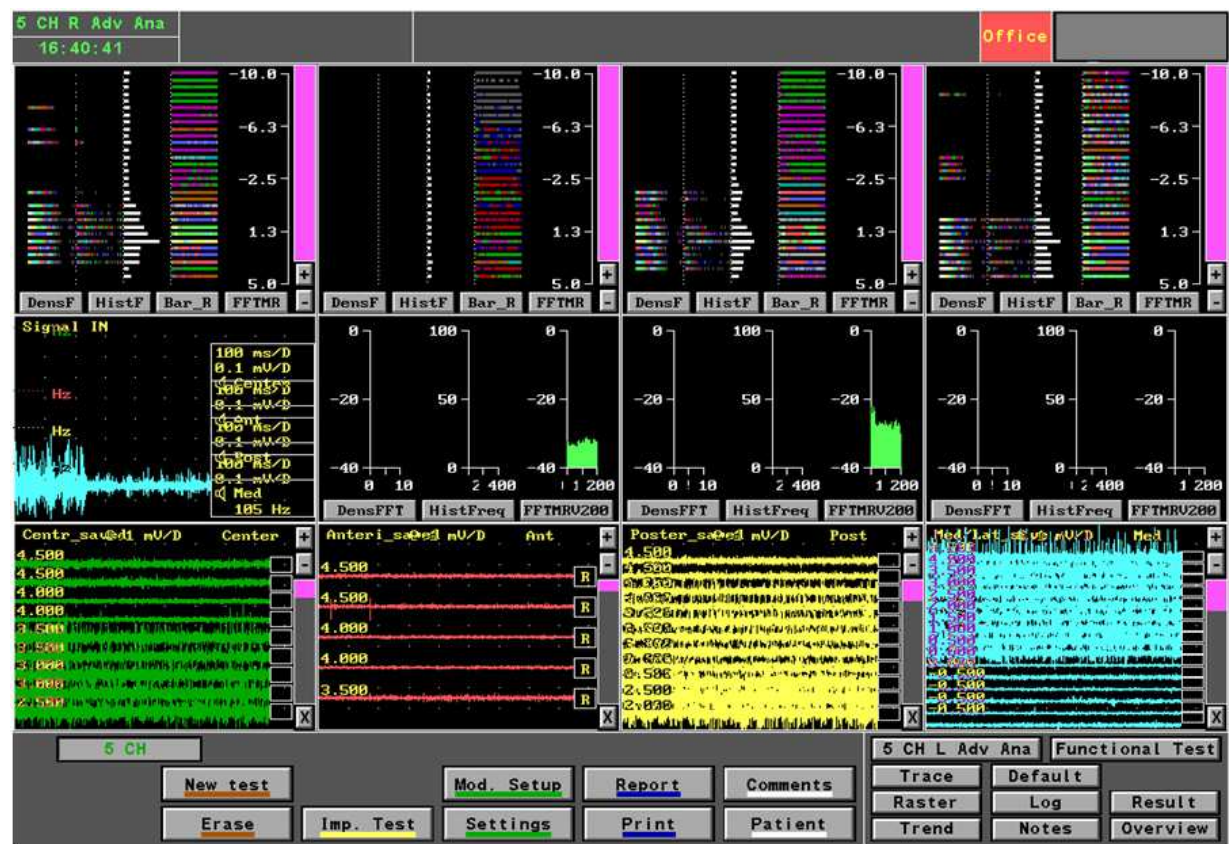 5 CH R Adv Ana
16:40:41
Office
-10.0
-6.3
-2.5
1.3
5.0
+
-
DensF HistF Bar_R FFTMR
-10.0
-6.3
-2.5
1.3
5.0
+
-
DensF HistF Bar_R FFTMR
-10.0
-6.3
-2.5
1.3
5.0
+
-
DensF HistF Bar_R FFTMR
-10.0
-6.3
-2.5
1.3
5.0
+
-
DensF HistF Bar_R FFTMR
Signal IN
Hz
Hz
100 ms/D
0.1 mV/D
Med
105 Hz
0 100 0
-20 50 -20
-40 0 -40
0 10 2 400 1 200
DensFFT HistFreq FFTMRV200
0 100 0
-20 50 -20
-40 0 -40
0 10 2 400 1 200
DensFFT HistFreq FFTMRV200
0 100 0
-20 50 -20
-40 0 -40
0 10 2 400 1 200
DensFFT HistFreq FFTMRV200
mV/D Center +
4.500 -
4.500
4.000
4.000
X
mV/D Ant +
4.500 - R
4.500 R
4.000 R
4.000 R
3.500 R
X
mV/D Post +
4.500 -
2.500
X
Med +
-
-0.500
-0.500
X
5 CH
New test Mod. Setup Report Comments
Erase Imp. Test Settings Print Patient
5 CH L Adv Ana Functional Test
Trace Default
Raster Log Result
Trend Notes Overview